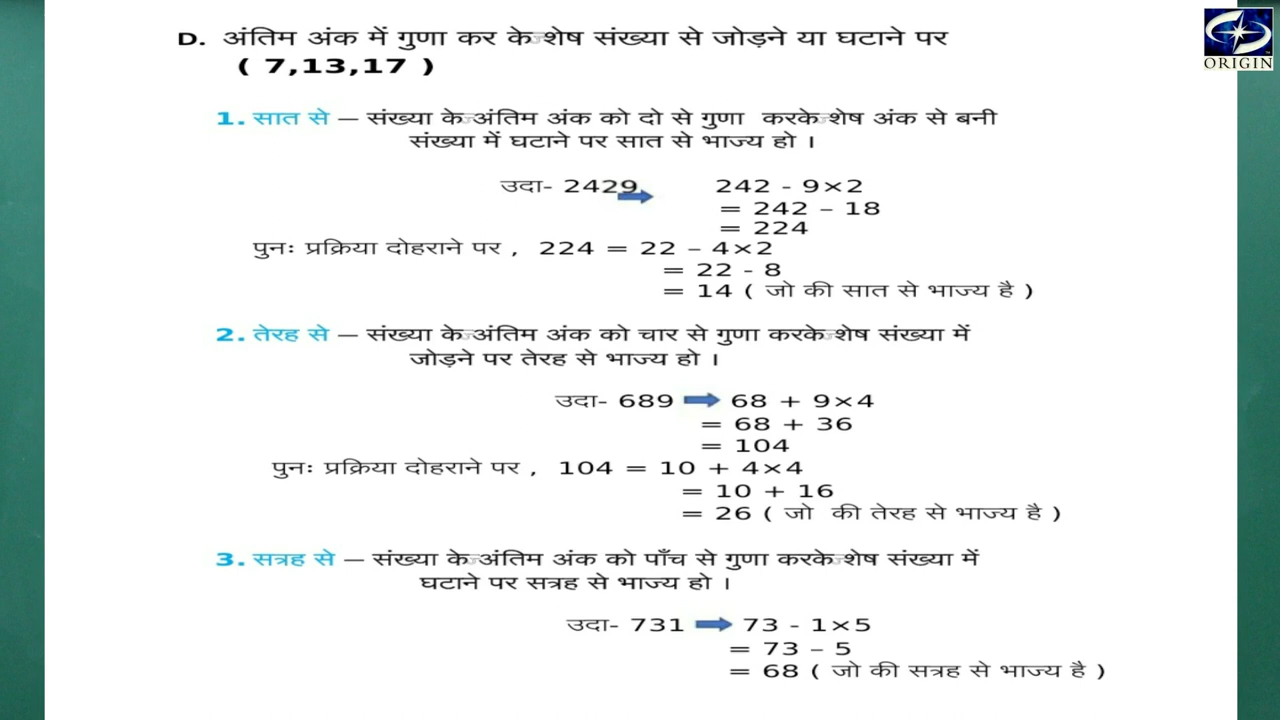 D. अंतिम अंक में गुणा कर के शेष संख्या से जोड़ने या घटाने पर
( 7,13,17 )
ORIGIN
1. सात से – संख्या के अंतिम अंक को दो से गुणा करके शेष अंक से बनी
संख्या में घटाने पर सात से भाज्य हो ।
उदा- 2429 242 - 9×2
= 242 – 18
= 224
पुनः प्रक्रिया दोहराने पर , 224 = 22 – 4×2
= 22 - 8
= 14 ( जो की सात से भाज्य है )
2. तेरह से – संख्या के अंतिम अंक को चार से गुणा करके शेष संख्या में
जोड़ने पर तेरह से भाज्य हो ।
उदा- 689 68 + 9×4
= 68 + 36
= 104
पुनः प्रक्रिया दोहराने पर , 104 = 10 + 4×4
= 10 + 16
= 26 ( जो की तेरह से भाज्य है )
3. सत्रह से – संख्या के अंतिम अंक को पाँच से गुणा करके शेष संख्या में
घटाने पर सत्रह से भाज्य हो ।
उदा- 731 73 - 1×5
= 73 – 5
= 68 ( जो की सत्रह से भाज्य है )